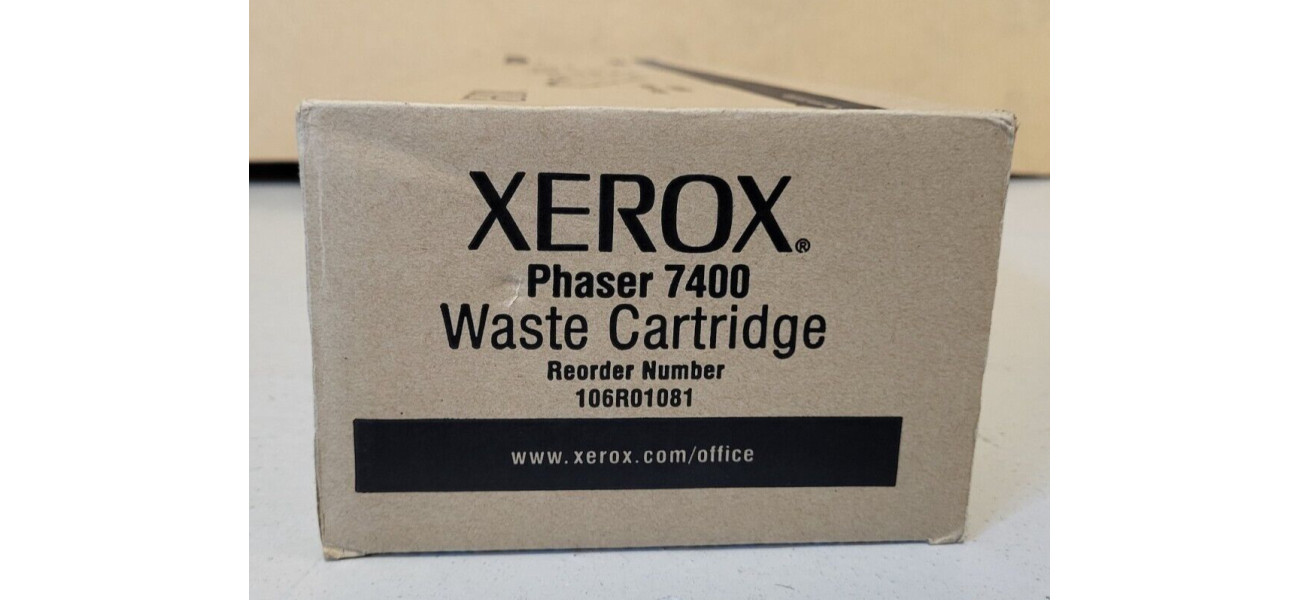 XEROX®
Phaser 7400
Waste Cartridge
Reorder Number
106R01081
www.xerox.com/office